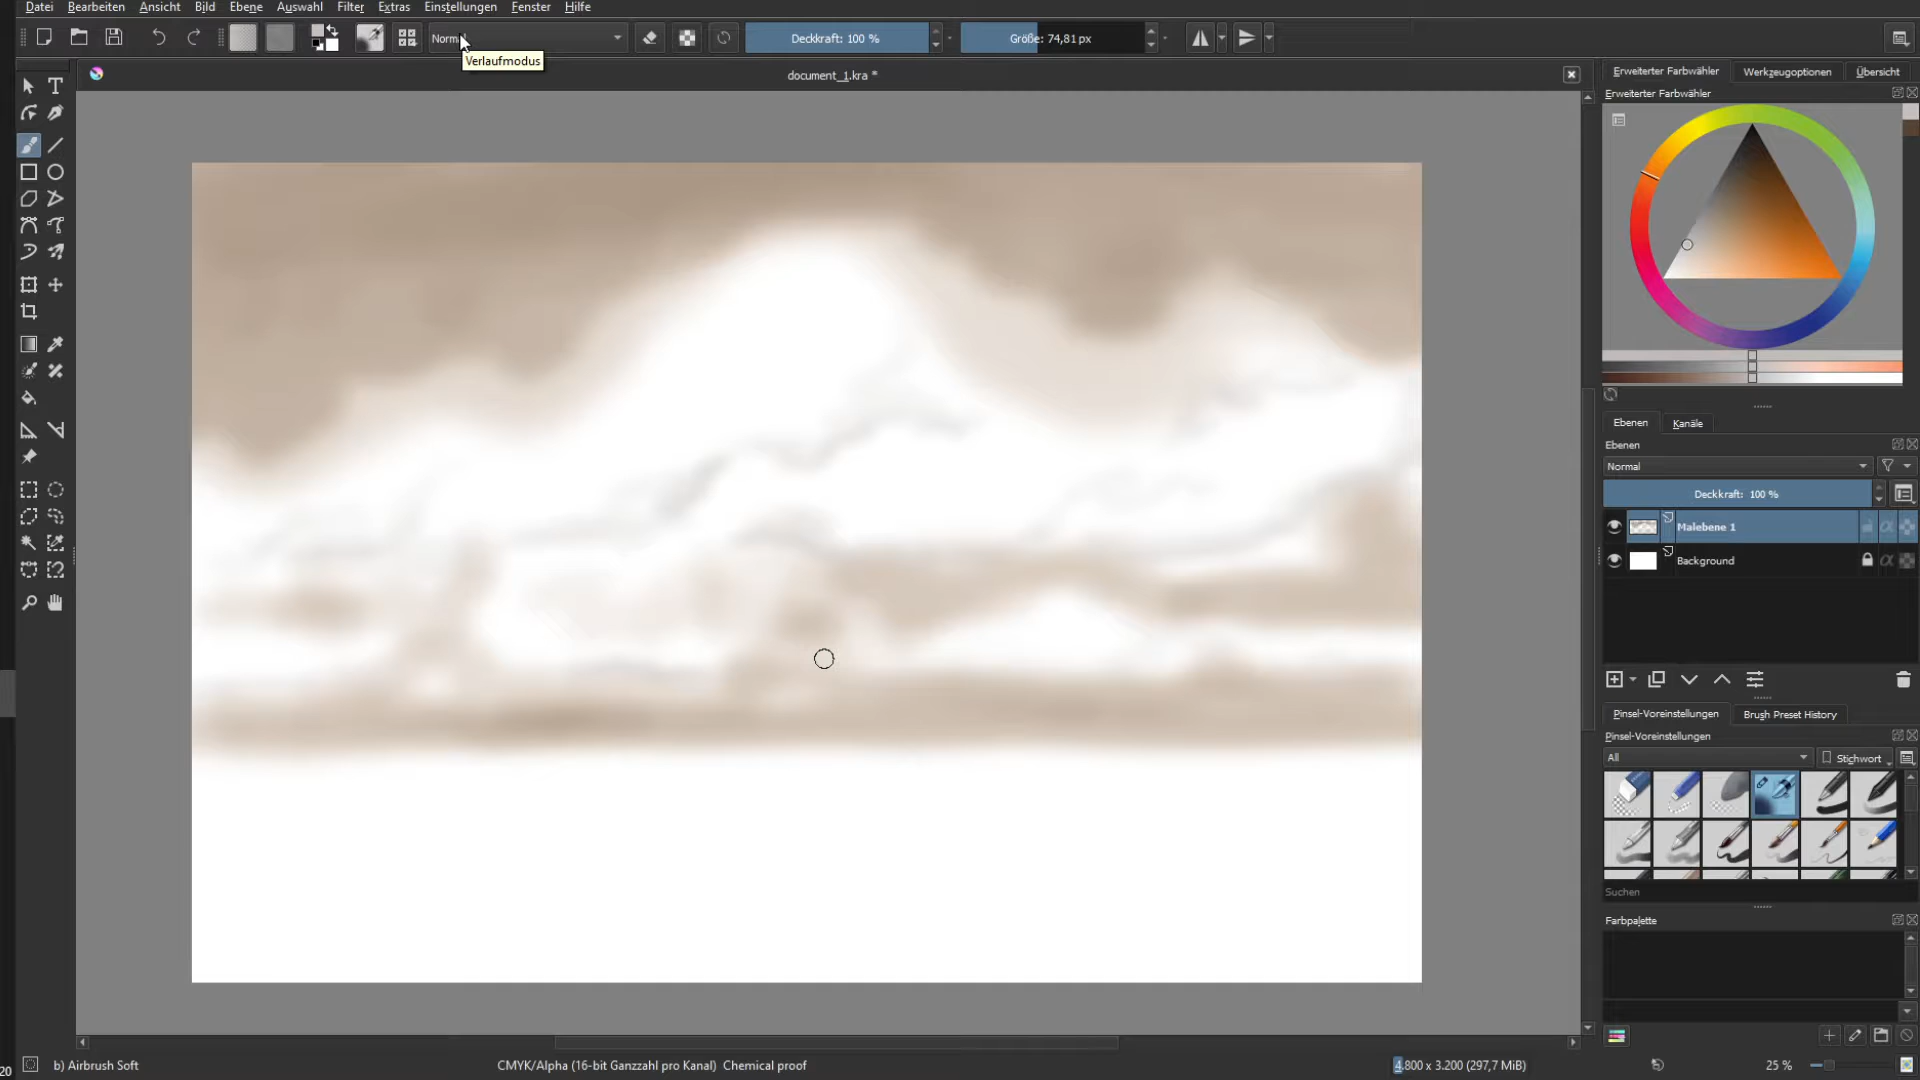 Datei Bearbeiten Ansicht Bild Ebene Auswahl Filter Extras Einstellungen Fenster Hilfe
Deckkraft: 100 %
Größe: 74,81 px
Verlaufmodus
document_1.kra *
Erweiterter Farbwähler Werkzeugoptionen Übersicht
Erweiterter Farbwähler
Ebenen Kanäle
Ebenen
Normal
Deckkraft: 100 %
Malebene 1
Background
Pinsel-Voreinstellungen Brush Preset History
Pinsel-Voreinstellungen
All Stichwort
Suchen
Farbpalette
20 b) Airbrush Soft CMYK/Alpha (16-bit Ganzzahl pro Kanal) Chemical proof 4.800 x 3.200 (297,7 MiB) 25 %